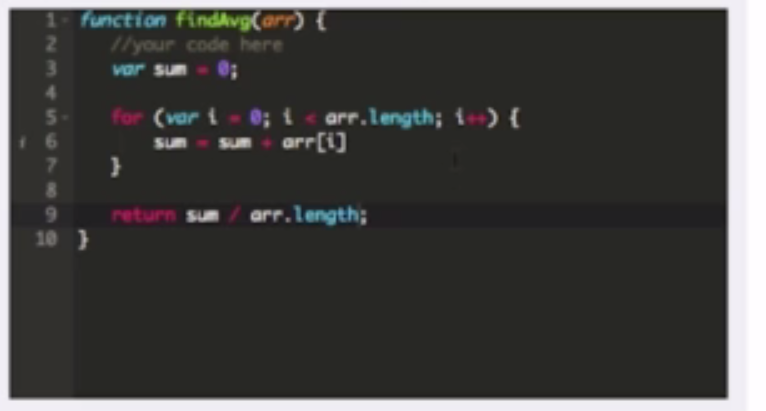 1 function findAvg(arr) {
2 //your code here
3 var sum = 0;
4
5 for (var i = 0; i < arr.length; i++) {
i 6 sum = sum + arr[i]
7 }
8
9 return sum / arr.length;
10 }